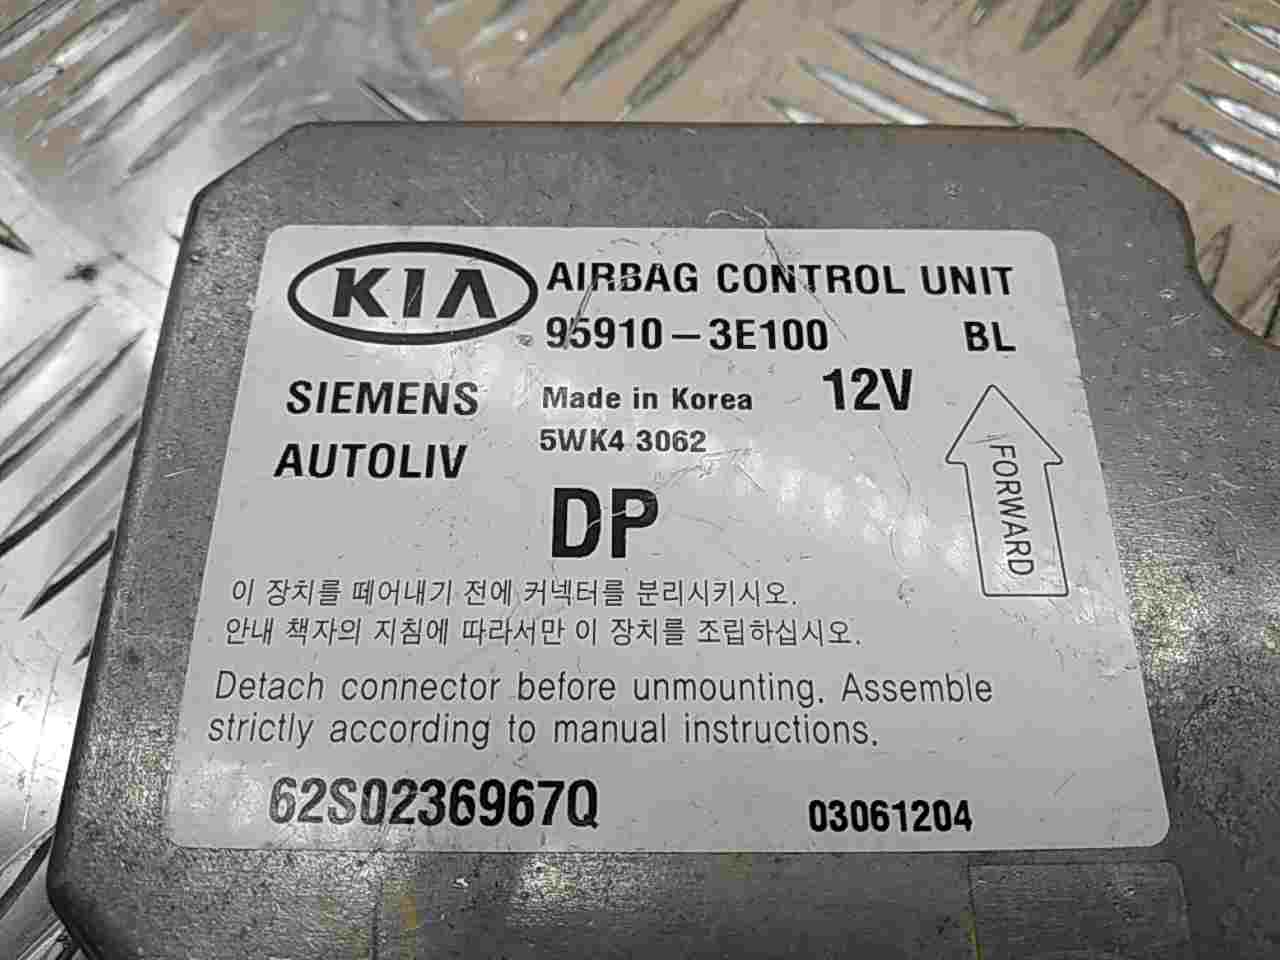 KIA AIRBAG CONTROL UNIT
95910-3E100 BL
SIEMENS Made in Korea 12V
AUTOLIV 5WK4 3062
FORWARD
DP
이 장치를 떼어내기 전에 커넥터를 분리시키시오.
안내 책자의 지침에 따라서만 이 장치를 조립하십시오.
Detach connector before unmounting. Assemble
strictly according to manual instructions.
62S0236967Q 03061204